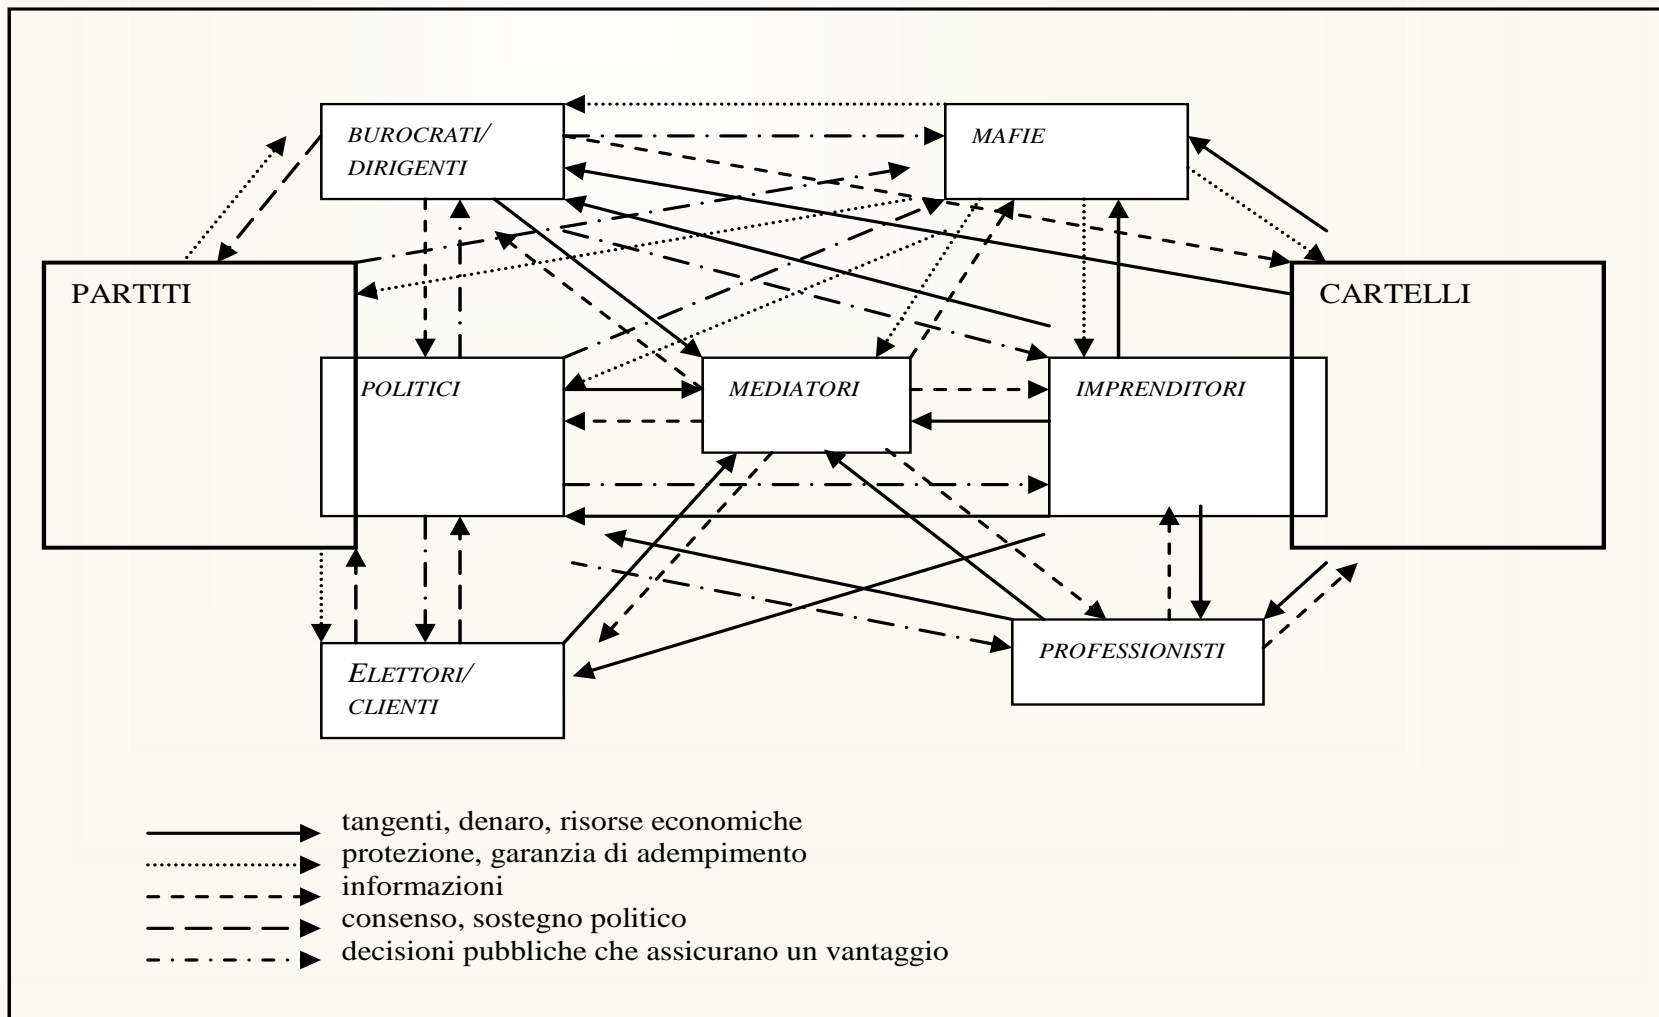 BUROCRATI/
DIRIGENTI
MAFIE
PARTITI
CARTELLI
POLITICI
MEDIATORI
IMPRENDITORI
PROFESSIONISTI
ELETTORI/
CLIENTI
tangenti, denaro, risorse economiche
protezione, garanzia di adempimento
informazioni
consenso, sostegno politico
decisioni pubbliche che assicurano un vantaggio